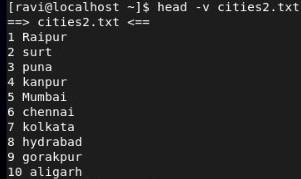 [ravi@localhost ~]$ head -v cities2.txt
==> cities2.txt <==
1 Raipur
2 surt
3 puna
4 kanpur
5 Mumbai
6 chennai
7 kolkata
8 hydrabad
9 gorakpur
10 aligarh